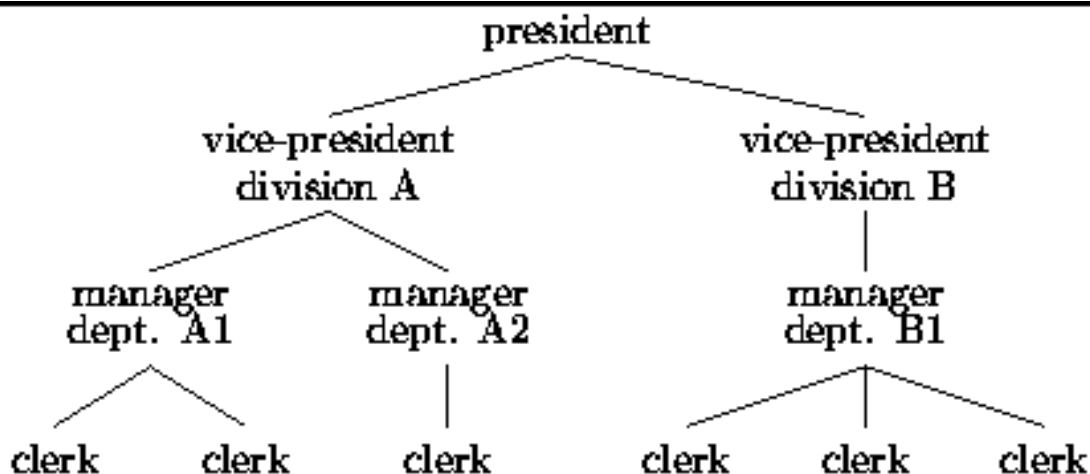 president
vice-president
division A
vice-president
division B
manager
dept. A1
manager
dept. A2
manager
dept. B1
clerk
clerk
clerk
clerk
clerk
clerk